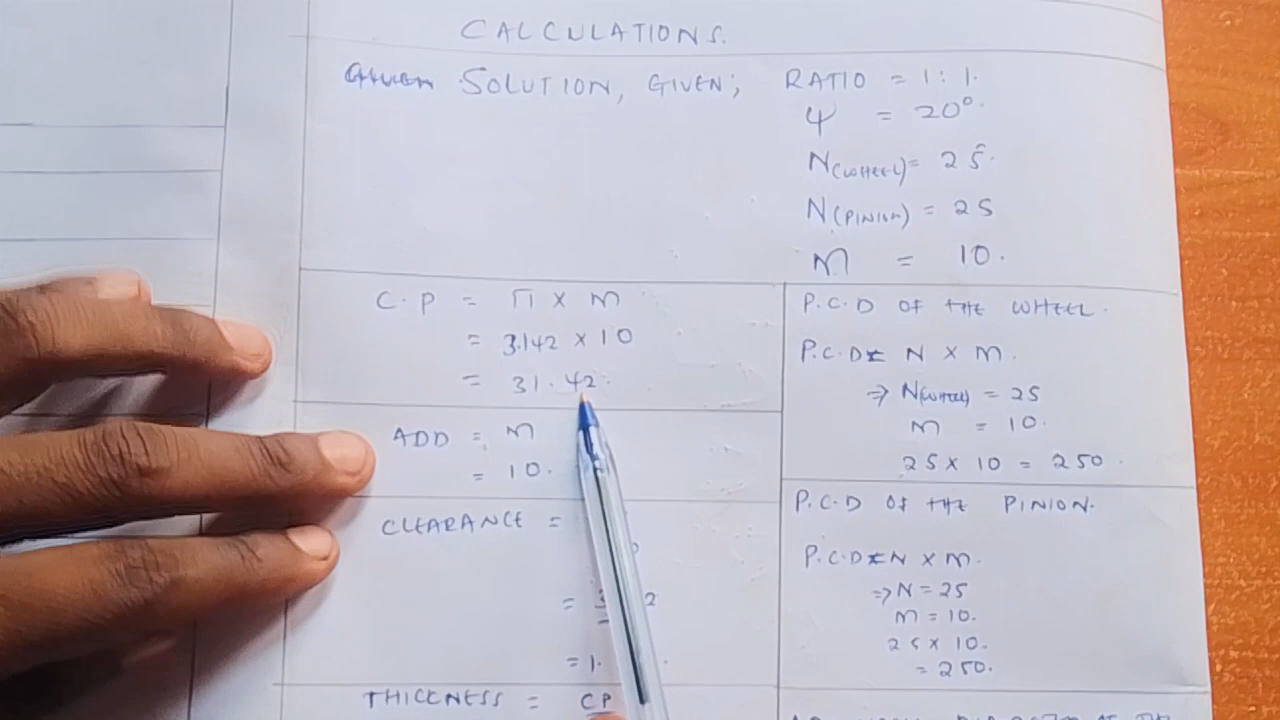 CALCULATIONS.
Given SOLUTION, GIVEN; RATIO = 1:1.
Ψ = 20°.
N(WHEEL) = 25.
N(PINION) = 25
M = 10.
C.P = Π × M
= 3.142 × 10
= 31.42.
ADD = M
= 10.
CLEARANCE =
=
= 1.
THICKNESS = CP
P.C.D OF THE WHEEL.
P.C.D = N × M.
⇒ N(WHEEL) = 25
M = 10.
25 × 10 = 250.
P.C.D OF THE PINION.
P.C.D = N × M.
⇒ N = 25
M = 10.
25 × 10.
= 250.